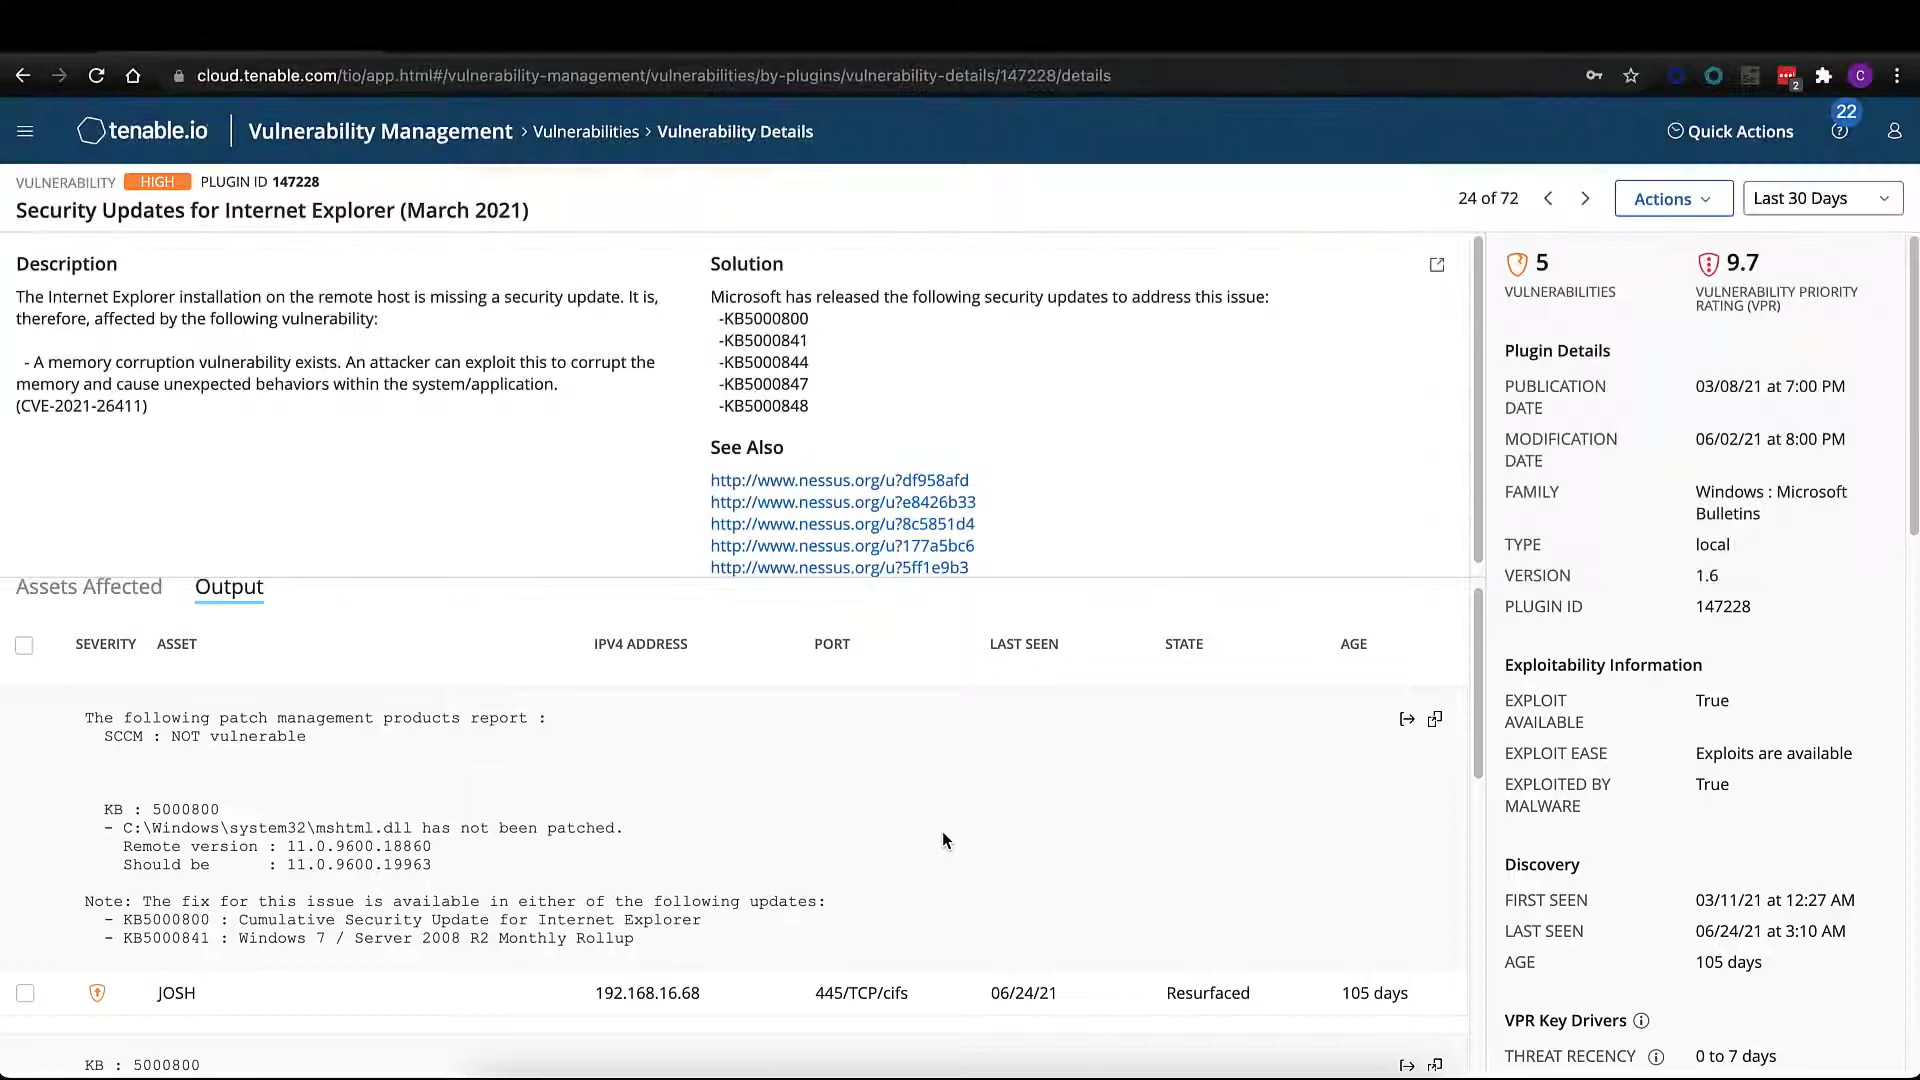 cloud.tenable.com/tio/app.html#/vulnerability-management/vulnerabilities/by-plugins/vulnerability-details/147228/details
2
C
tenable.io
Vulnerability Management > Vulnerabilities > Vulnerability Details
Quick Actions
22
VULNERABILITY HIGH PLUGIN ID 147228
Security Updates for Internet Explorer (March 2021)
24 of 72
Actions
Last 30 Days
Description
The Internet Explorer installation on the remote host is missing a security update. It is,
therefore, affected by the following vulnerability:
- A memory corruption vulnerability exists. An attacker can exploit this to corrupt the
memory and cause unexpected behaviors within the system/application.
(CVE-2021-26411)
Solution
Microsoft has released the following security updates to address this issue:
-KB5000800
-KB5000841
-KB5000844
-KB5000847
-KB5000848
See Also
http://www.nessus.org/u?df958afd
http://www.nessus.org/u?e8426b33
http://www.nessus.org/u?8c5851d4
http://www.nessus.org/u?177a5bc6
http://www.nessus.org/u?5ff1e9b3
Assets Affected
Output
SEVERITY ASSET IPV4 ADDRESS PORT LAST SEEN STATE AGE
The following patch management products report :
SCCM : NOT vulnerable
KB : 5000800
- C:\Windows\system32\mshtml.dll has not been patched.
Remote version : 11.0.9600.18860
Should be : 11.0.9600.19963
Note: The fix for this issue is available in either of the following updates:
- KB5000800 : Cumulative Security Update for Internet Explorer
- KB5000841 : Windows 7 / Server 2008 R2 Monthly Rollup
JOSH 192.168.16.68 445/TCP/cifs 06/24/21 Resurfaced 105 days
KB : 5000800
5
VULNERABILITIES
9.7
VULNERABILITY PRIORITY
RATING (VPR)
Plugin Details
PUBLICATION
DATE
03/08/21 at 7:00 PM
MODIFICATION
DATE
06/02/21 at 8:00 PM
FAMILY
Windows : Microsoft
Bulletins
TYPE local
VERSION 1.6
PLUGIN ID 147228
Exploitability Information
EXPLOIT
AVAILABLE
True
EXPLOIT EASE Exploits are available
EXPLOITED BY
MALWARE
True
Discovery
FIRST SEEN 03/11/21 at 12:27 AM
LAST SEEN 06/24/21 at 3:10 AM
AGE 105 days
VPR Key Drivers
THREAT RECENCY 0 to 7 days